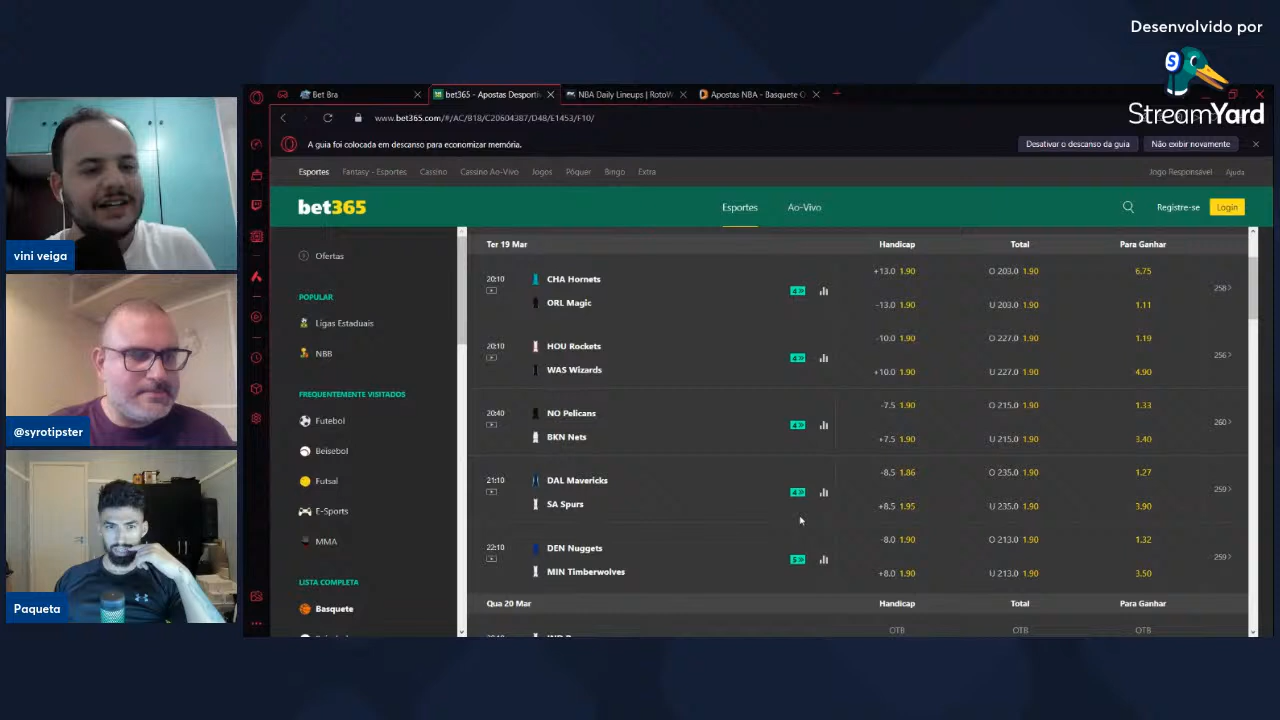 Desenvolvido por
StreamYard
vini veiga
@syrotipster
Paqueta
Bet Bra
bet365 - Apostas Desporti
NBA Daily Lineups | RotoW
Apostas NBA - Basquete O
www.bet365.com/#/AC/B18/C20604387/D48/E1453/F10/
A guia foi colocada em descanso para economizar memória.
Desativar o descanso da guia
Não exibir novamente
Esportes
Fantasy - Esportes
Cassino
Cassino Ao-Vivo
Jogos
Pôquer
Bingo
Extra
Jogo Responsável
Ajuda
bet365
Esportes
Ao-Vivo
Registre-se
Login
Ofertas
POPULAR
Ligas Estaduais
NBB
FREQUENTEMENTE VISITADOS
Futebol
Beisebol
Futsal
E-Sports
MMA
LISTA COMPLETA
Basquete
Ter 19 Mar Handicap Total Para Ganhar
20:10 CHA Hornets +13.0 1.90 O 203.0 1.90 6.75
ORL Magic -13.0 1.90 U 203.0 1.90 1.11
258
20:10 HOU Rockets -10.0 1.90 O 227.0 1.90 1.19
WAS Wizards +10.0 1.90 U 227.0 1.90 4.90
256
20:40 NO Pelicans -7.5 1.90 O 215.0 1.90 1.33
BKN Nets +7.5 1.90 U 215.0 1.90 3.40
260
21:10 DAL Mavericks -8.5 1.86 O 235.0 1.90 1.27
SA Spurs +8.5 1.95 U 235.0 1.90 3.90
259
22:10 DEN Nuggets -8.0 1.90 O 213.0 1.90 1.32
MIN Timberwolves +8.0 1.90 U 213.0 1.90 3.50
259
Qua 20 Mar Handicap Total Para Ganhar
OTB OTB OTB